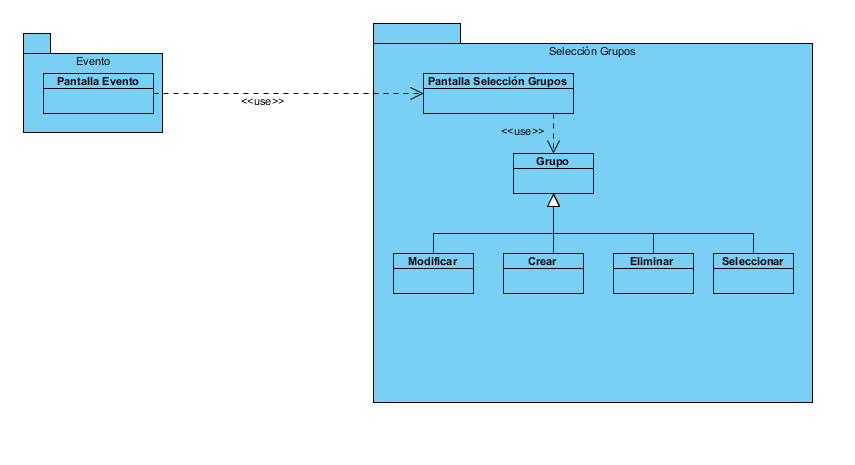 Evento
Pantalla Evento
<<use>>
Selección Grupos
Pantalla Selección Grupos
<<use>>
Grupo
Modificar
Crear
Eliminar
Seleccionar